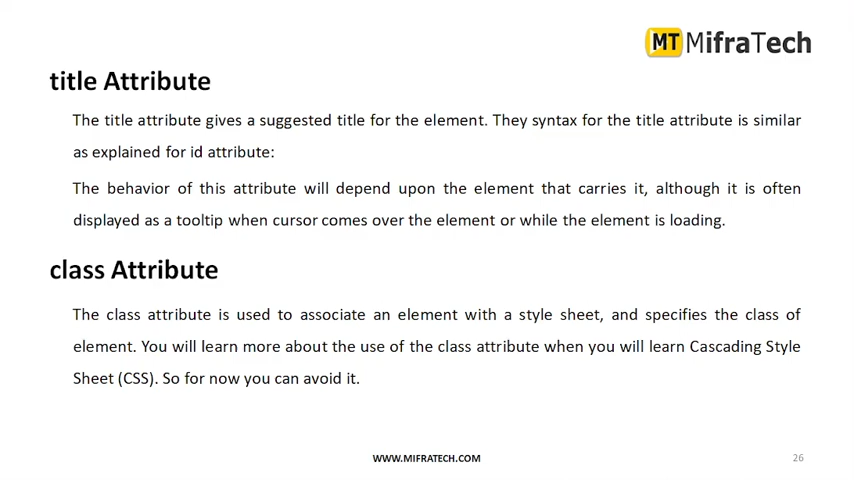 MT MifraTech
title Attribute
The title attribute gives a suggested title for the element. They syntax for the title attribute is similar
as explained for id attribute:
The behavior of this attribute will depend upon the element that carries it, although it is often
displayed as a tooltip when cursor comes over the element or while the element is loading.
class Attribute
The class attribute is used to associate an element with a style sheet, and specifies the class of
element. You will learn more about the use of the class attribute when you will learn Cascading Style
Sheet (CSS). So for now you can avoid it.
WWW.MIFRATECH.COM
26